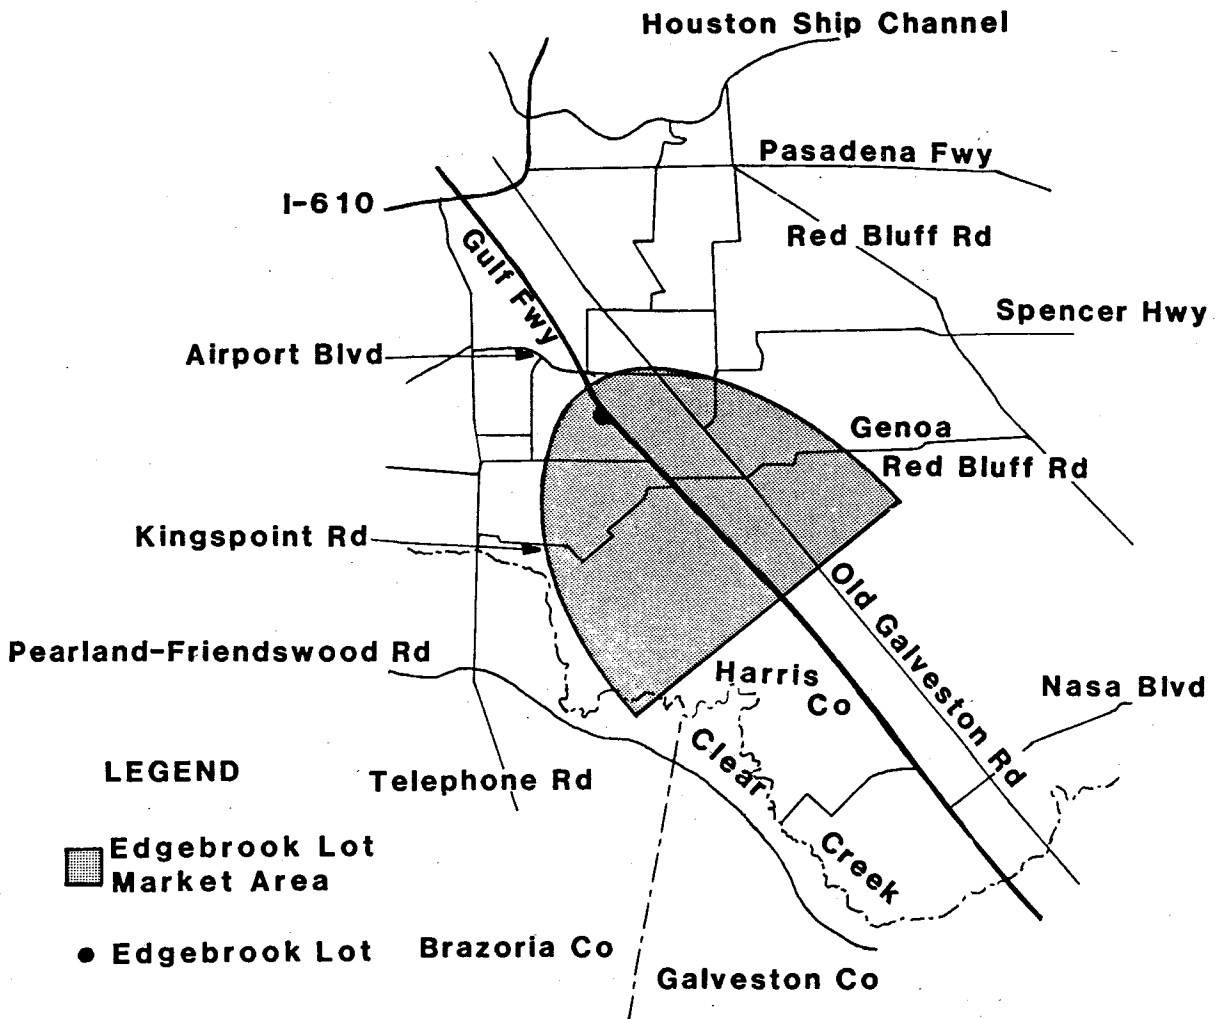 Houston Ship Channel
Pasadena Fwy
I-610
Red Bluff Rd
Gulf Fwy
Spencer Hwy
Airport Blvd
Genoa
Red Bluff Rd
Kingspoint Rd
Old Galveston Rd
Pearland-Friendswood Rd
Harris
Co
Nasa Blvd
Clear
Creek
LEGEND
Telephone Rd
Edgebrook Lot
Market Area
Edgebrook Lot
Brazoria Co
Galveston Co